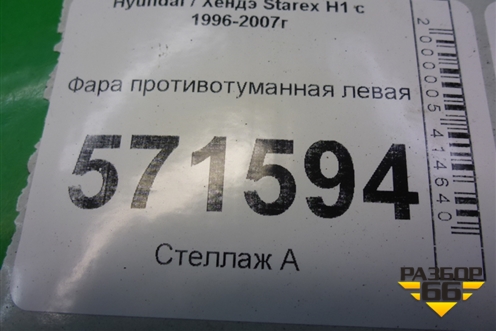 Hyundai / Хендэ Starex H1 с
1996-2007г
Фара противотуманная левая
571594
Стеллаж А
2000005414640
РАЗБОР
66